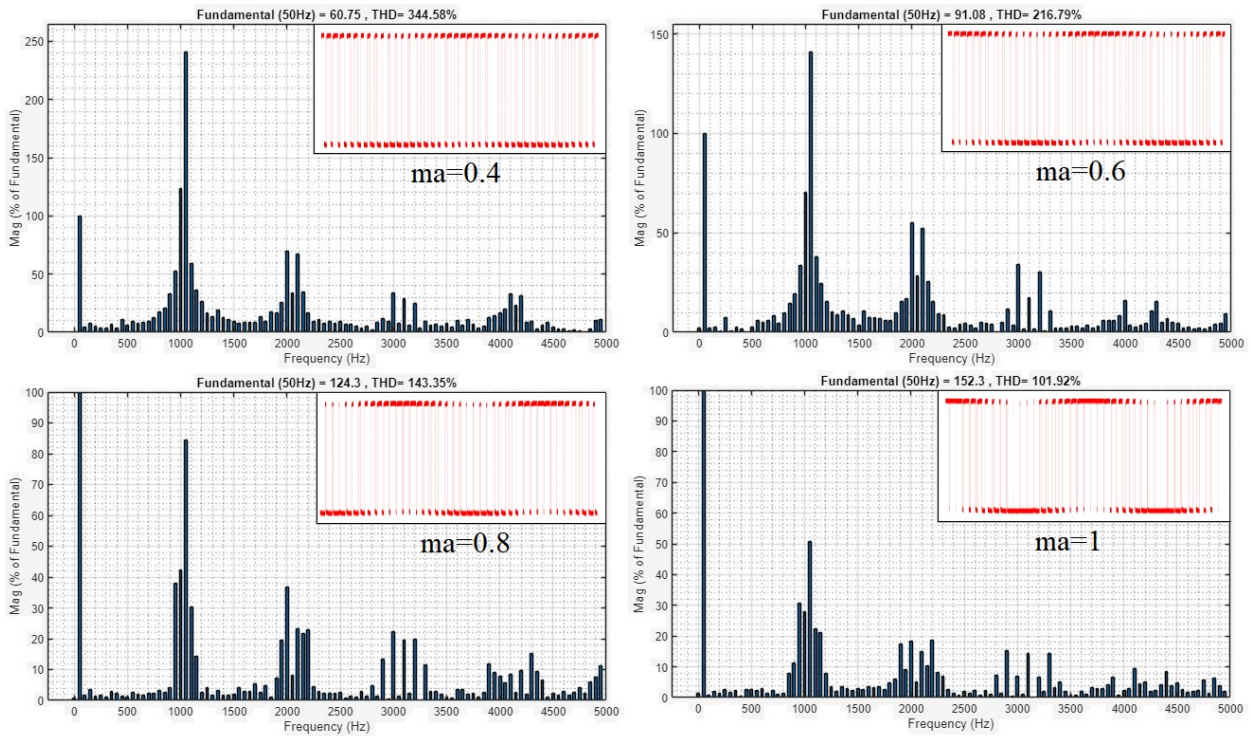 Fundamental (50Hz) = 60.75 , THD= 344.58%
Mag (% of Fundamental)
250
200
150
100
50
0
ma=0.4
0 500 1000 1500 2000 2500 3000 3500 4000 4500 5000
Frequency (Hz)
Fundamental (50Hz) = 91.08 , THD= 216.79%
Mag (% of Fundamental)
150
100
50
0
ma=0.6
0 500 1000 1500 2000 2500 3000 3500 4000 4500 5000
Frequency (Hz)
Fundamental (50Hz) = 124.3 , THD= 143.35%
Mag (% of Fundamental)
100
90
80
70
60
50
40
30
20
10
0
ma=0.8
0 500 1000 1500 2000 2500 3000 3500 4000 4500 5000
Frequency (Hz)
Fundamental (50Hz) = 152.3 , THD= 101.92%
Mag (% of Fundamental)
100
90
80
70
60
50
40
30
20
10
0
ma=1
0 500 1000 1500 2000 2500 3000 3500 4000 4500 5000
Frequency (Hz)